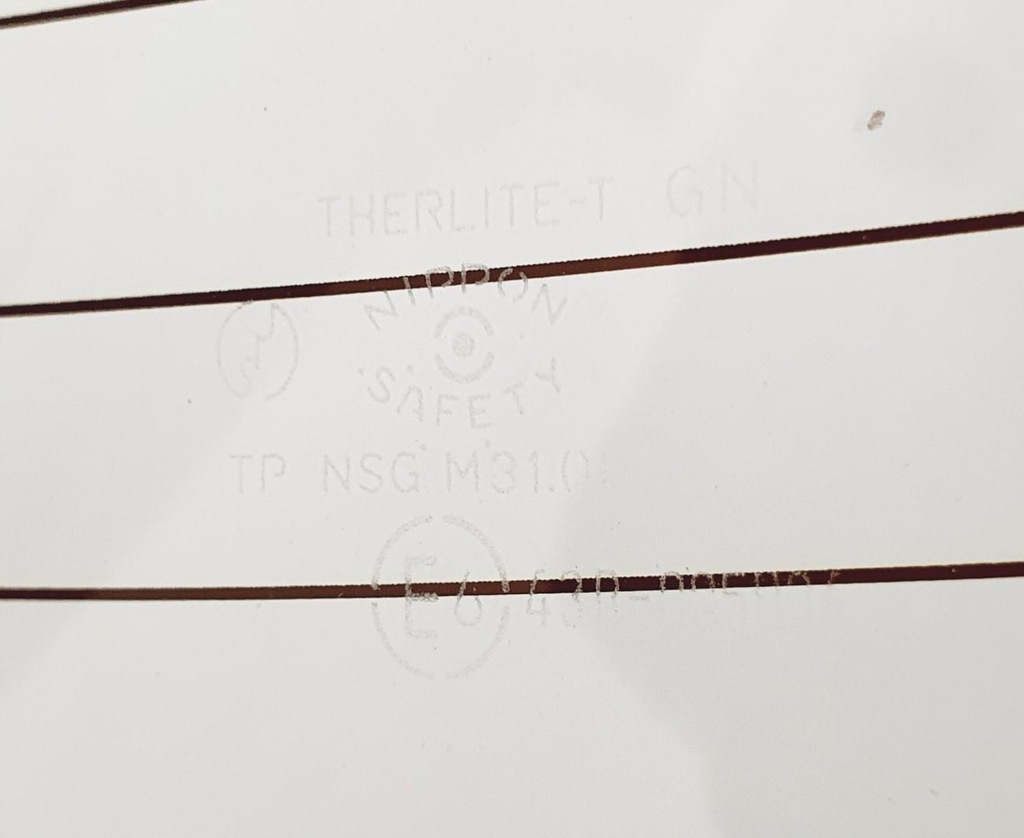 THERLITE-T GN
NIPPON
SAFETY
TP NSG M31.0
E6